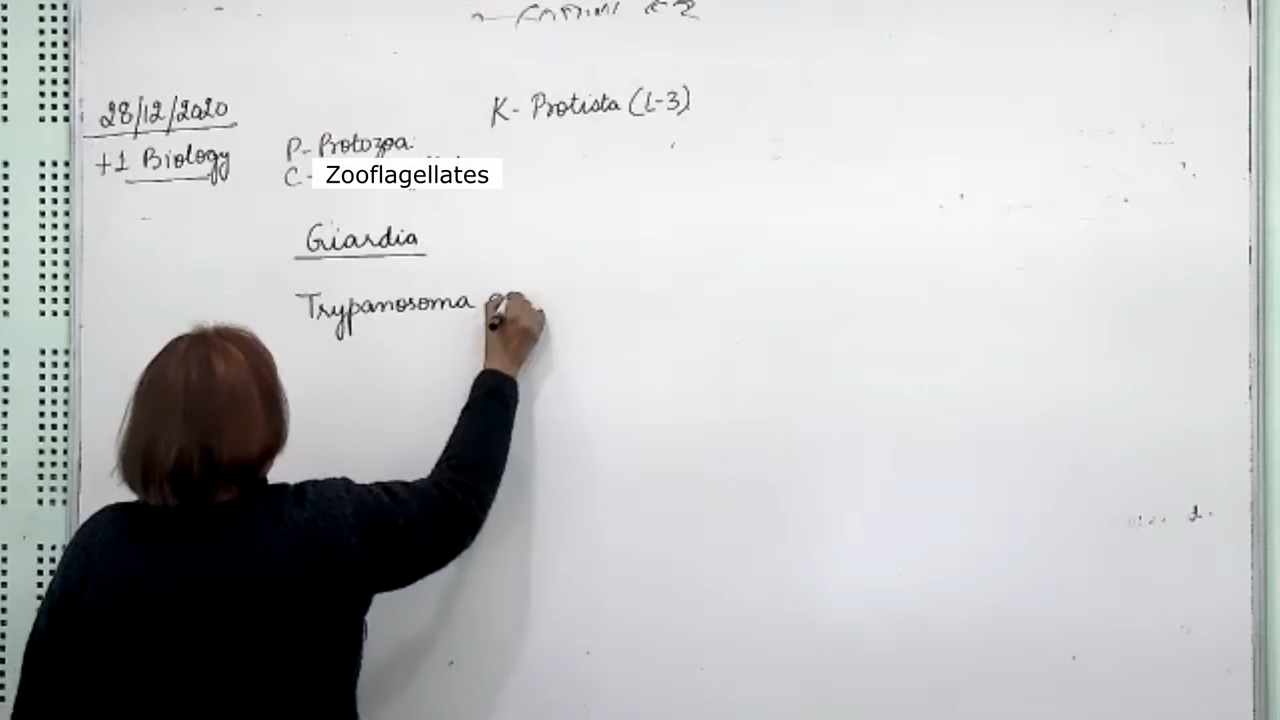 28/12/2020
+1 Biology
K- Protista (L-3)
P- Protozoa
C- Zooflagellates
Giardia
Trypanosoma